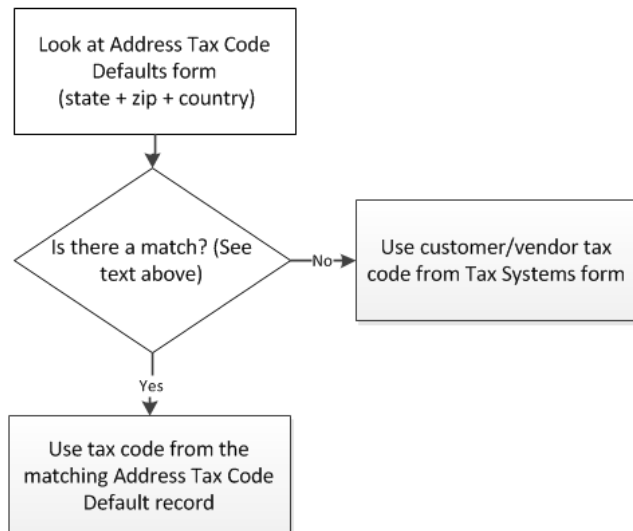 Look at Address Tax Code
Defaults form
(state + zip + country)
Is there a match? (See
text above)
No
Use customer/vendor tax
code from Tax Systems form
Yes
Use tax code from the
matching Address Tax Code
Default record